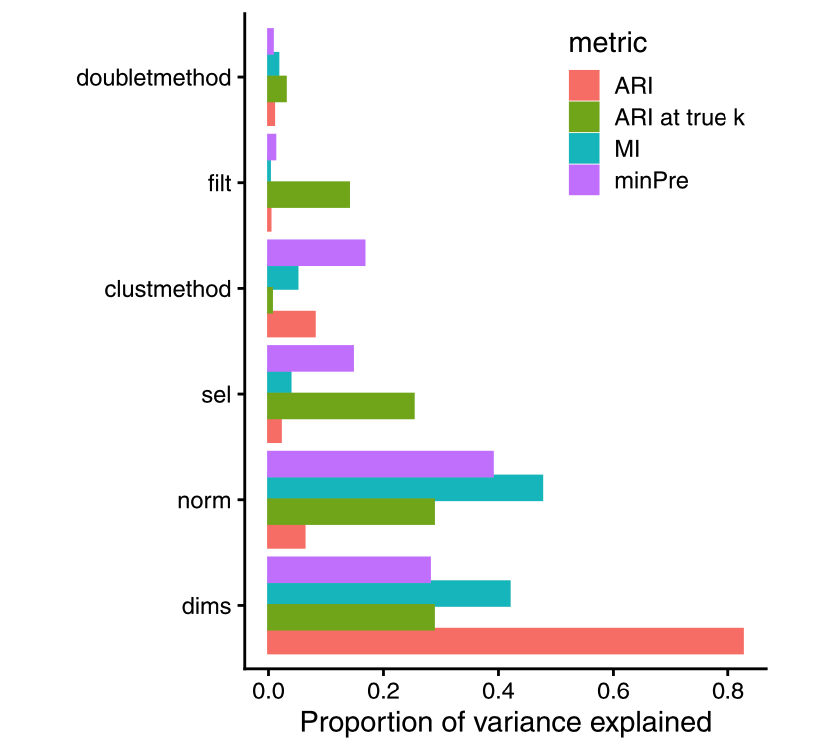 metric
ARI
ARI at true k
MI
minPre
doubletmethod
filt
clustmethod
sel
norm
dims
0.0 0.2 0.4 0.6 0.8
Proportion of variance explained